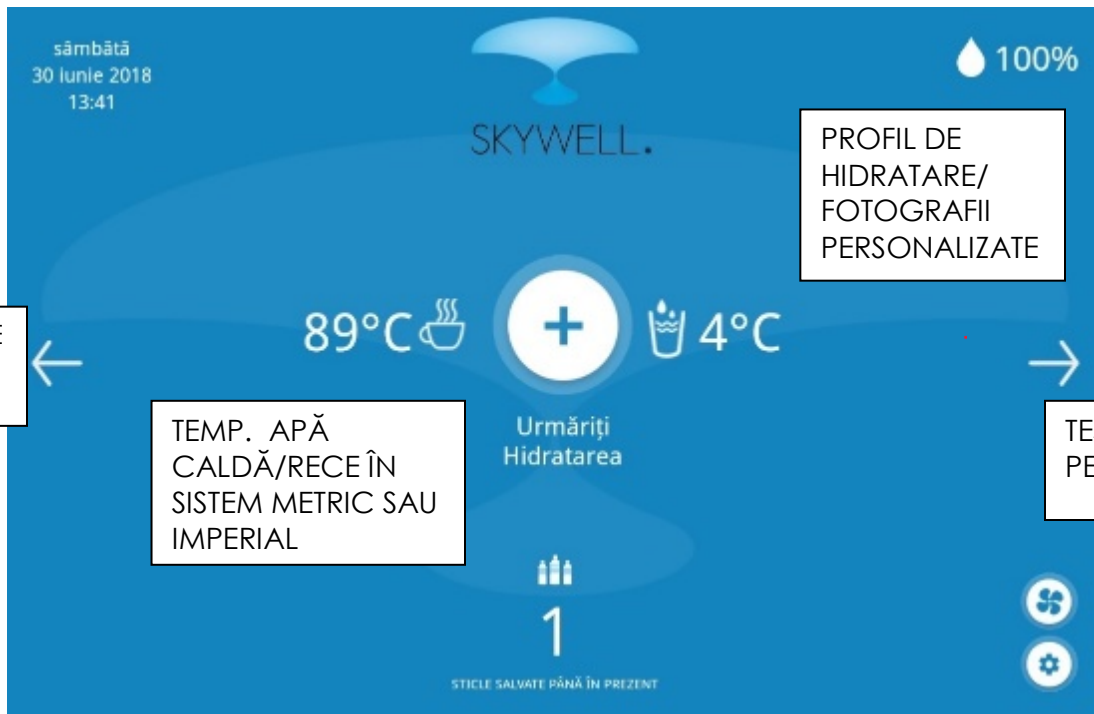 sâmbătă
30 iunie 2018
13:41
100%
SKYWELL.
PROFIL DE
HIDRATARE/
FOTOGRAFII
PERSONALIZATE
89°C
+
4°C
Urmăriți
Hidratarea
TEMP. APĂ
CALDĂ/RECE ÎN
SISTEM METRIC SAU
IMPERIAL
1
STICLE SALVATE PÂNĂ ÎN PREZENT